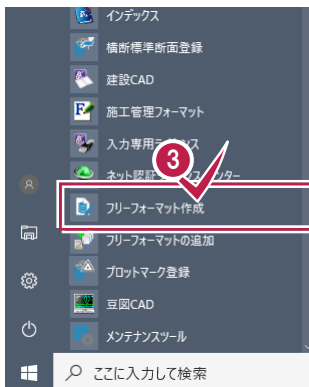 インデックス
横断標準断面登録
建設CAD
施工管理フォーマット
入力専用
3
ネット認証
ンター
フリーフォーマット作成
フリーフォーマットの追加
プロットマーク登録
豆図CAD
メンテナンスツール
ここに入力して検索